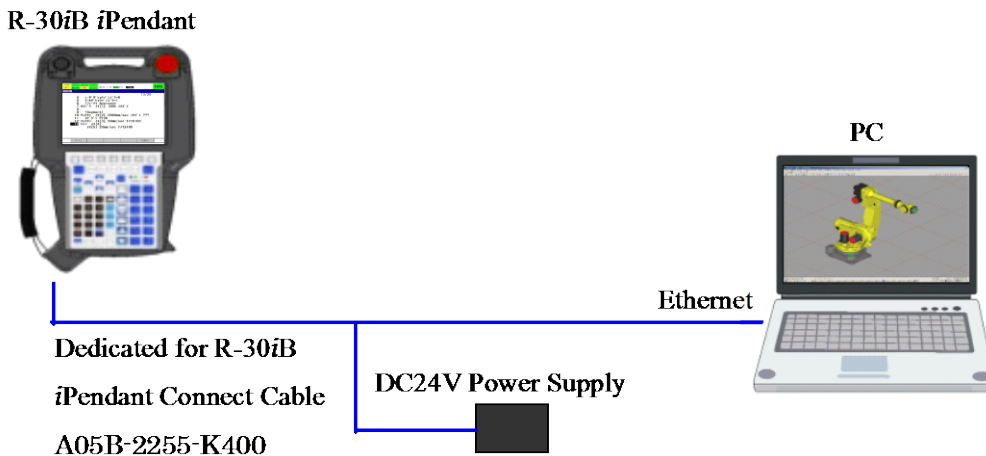 R-30iB iPendant
PC
Ethernet
Dedicated for R-30iB
iPendant Connect Cable
A05B-2255-K400
DC24V Power Supply